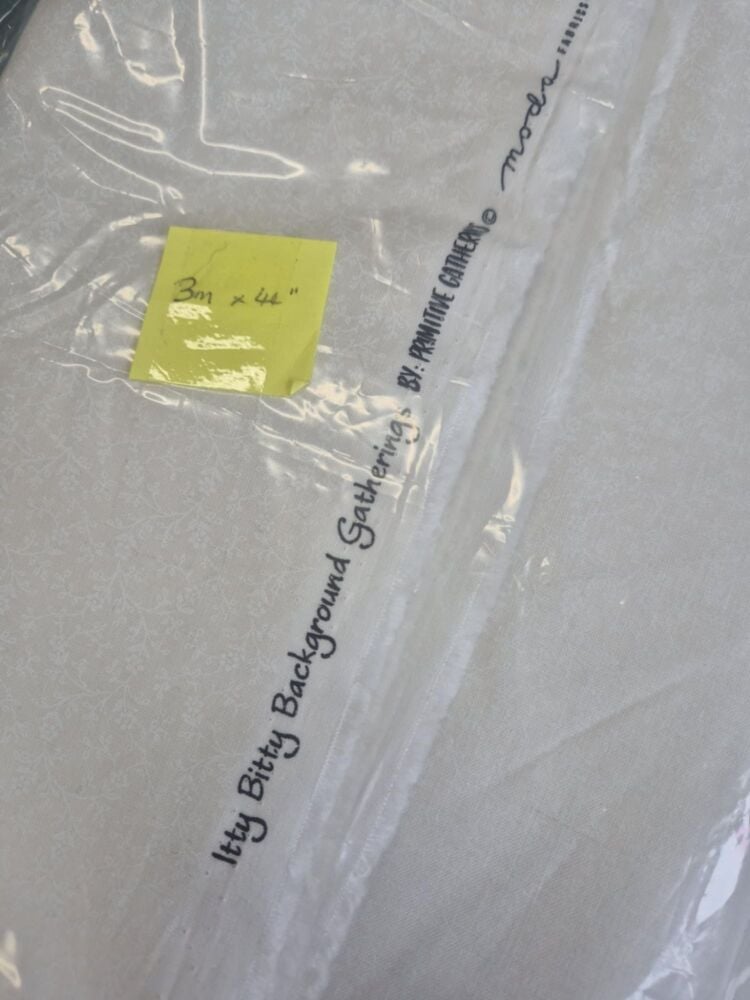 3m x 44"
Itty Bitty Background Gatherings BY: PRIMITIVE GATHERINGS © moda FABRICS